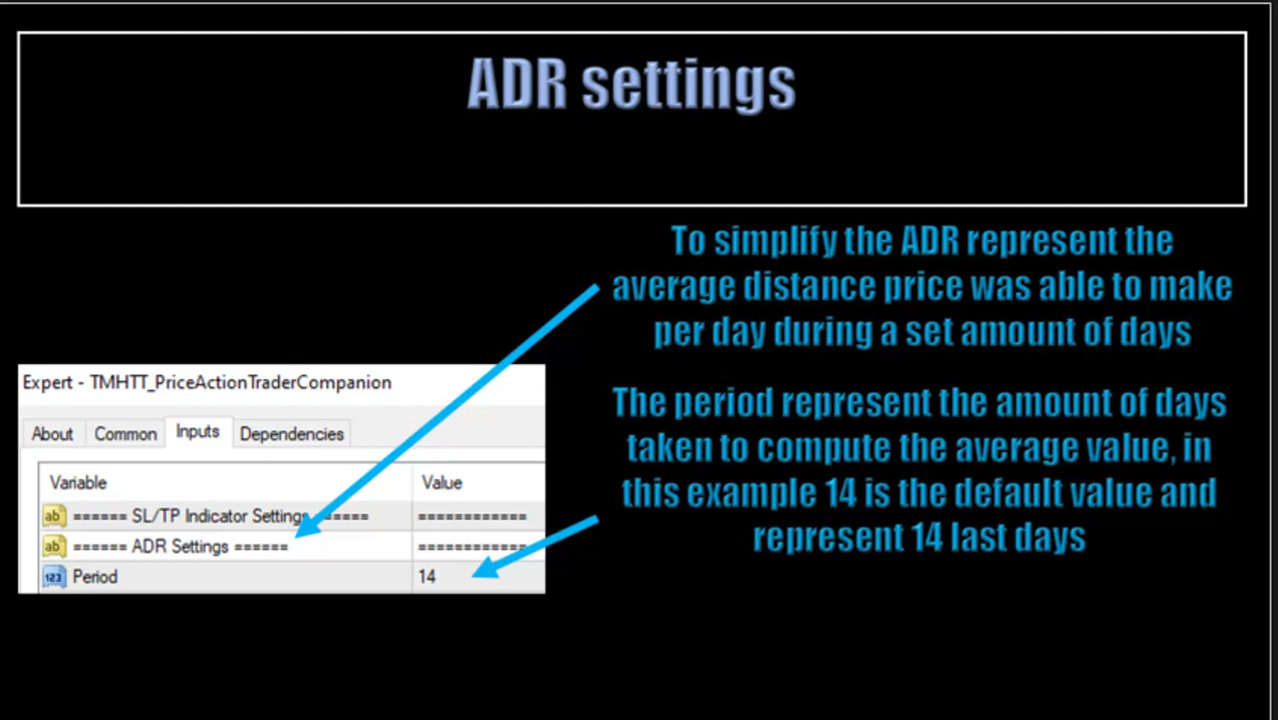 ADR settings
To simplify the ADR represent the
average distance price was able to make
per day during a set amount of days
The period represent the amount of days
taken to compute the average value, in
this example 14 is the default value and
represent 14 last days
Expert - TMHTT_PriceActionTraderCompanion
About Common Inputs Dependencies
Variable Value
ab ====== SL/TP Indicator Settings ====== ============
ab ====== ADR Settings ====== ============
123 Period 14